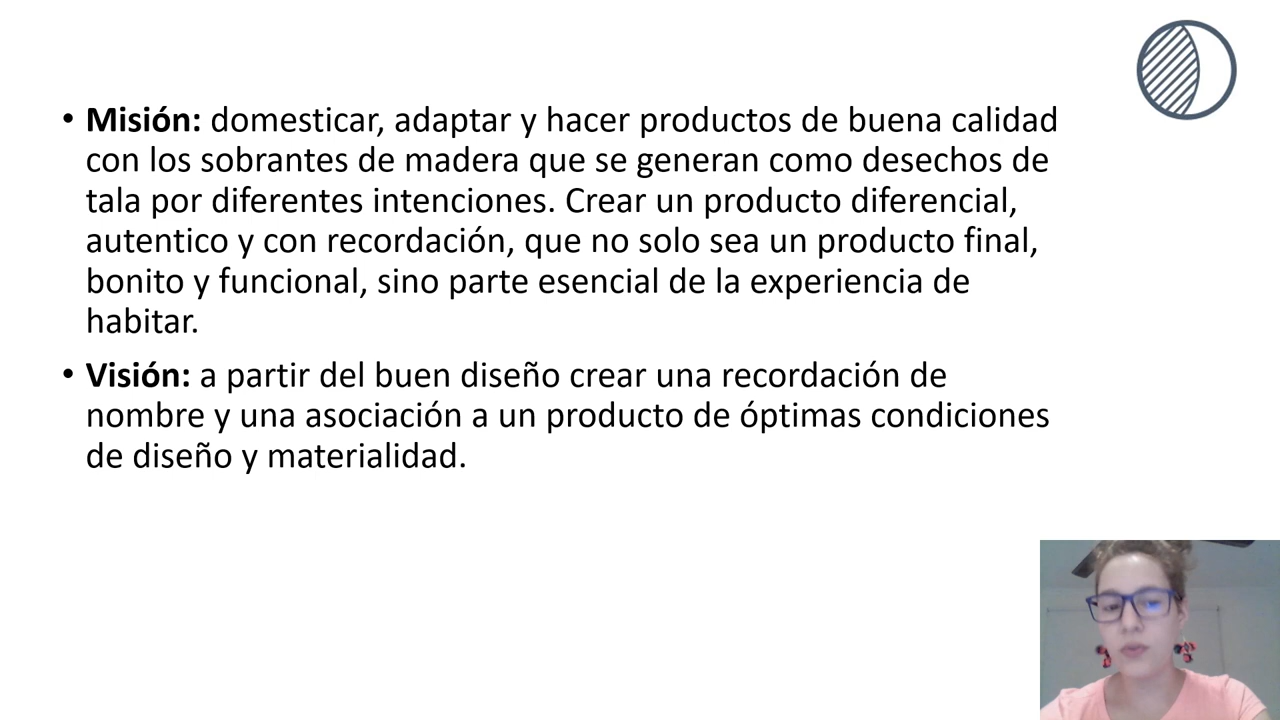 • Misión: domesticar, adaptar y hacer productos de buena calidad
con los sobrantes de madera que se generan como desechos de
tala por diferentes intenciones. Crear un producto diferencial,
autentico y con recordación, que no solo sea un producto final,
bonito y funcional, sino parte esencial de la experiencia de
habitar.
• Visión: a partir del buen diseño crear una recordación de
nombre y una asociación a un producto de óptimas condiciones
de diseño y materialidad.